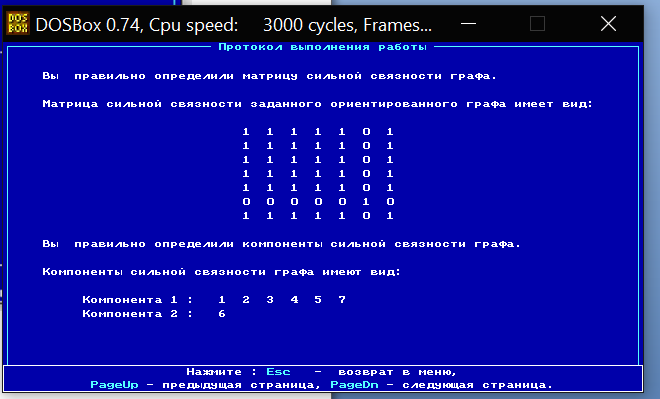 DOS BOX DOSBox 0.74, Cpu speed: 3000 cycles, Frames...
Протокол выполнения работы
Вы правильно определили матрицу сильной связности графа.
Матрица сильной связности заданного ориентированного графа имеет вид:
1 1 1 1 1 0 1
1 1 1 1 1 0 1
1 1 1 1 1 0 1
1 1 1 1 1 0 1
1 1 1 1 1 0 1
0 0 0 0 0 1 0
1 1 1 1 1 0 1
Вы правильно определили компоненты сильной связности графа.
Компоненты сильной связности графа имеют вид:
Компонента 1 : 1 2 3 4 5 7
Компонента 2 : 6
Нажмите : Esc - возврат в меню,
PageUp - предыдущая страница, PageDn - следующая страница.